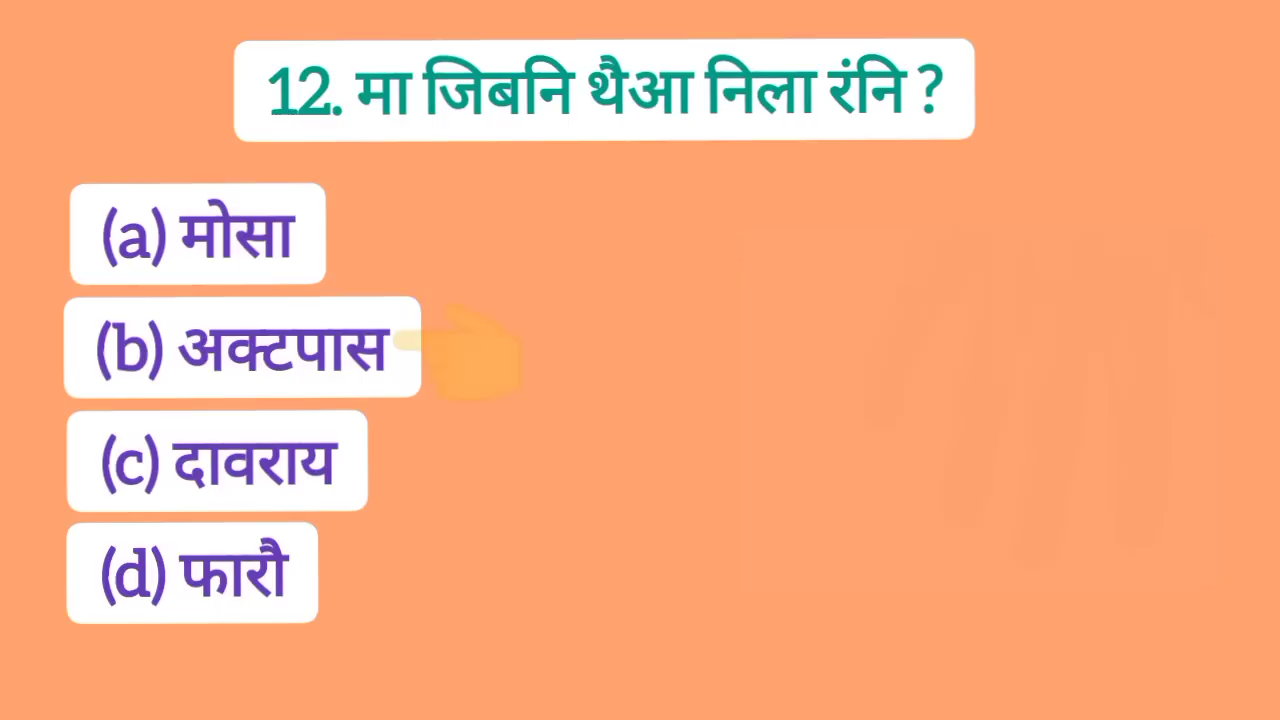 12. मा जिबनि थैआ निला रंनि ?
(a) मोसा
(b) अक्टपास
(c) दावराय
(d) फारौ